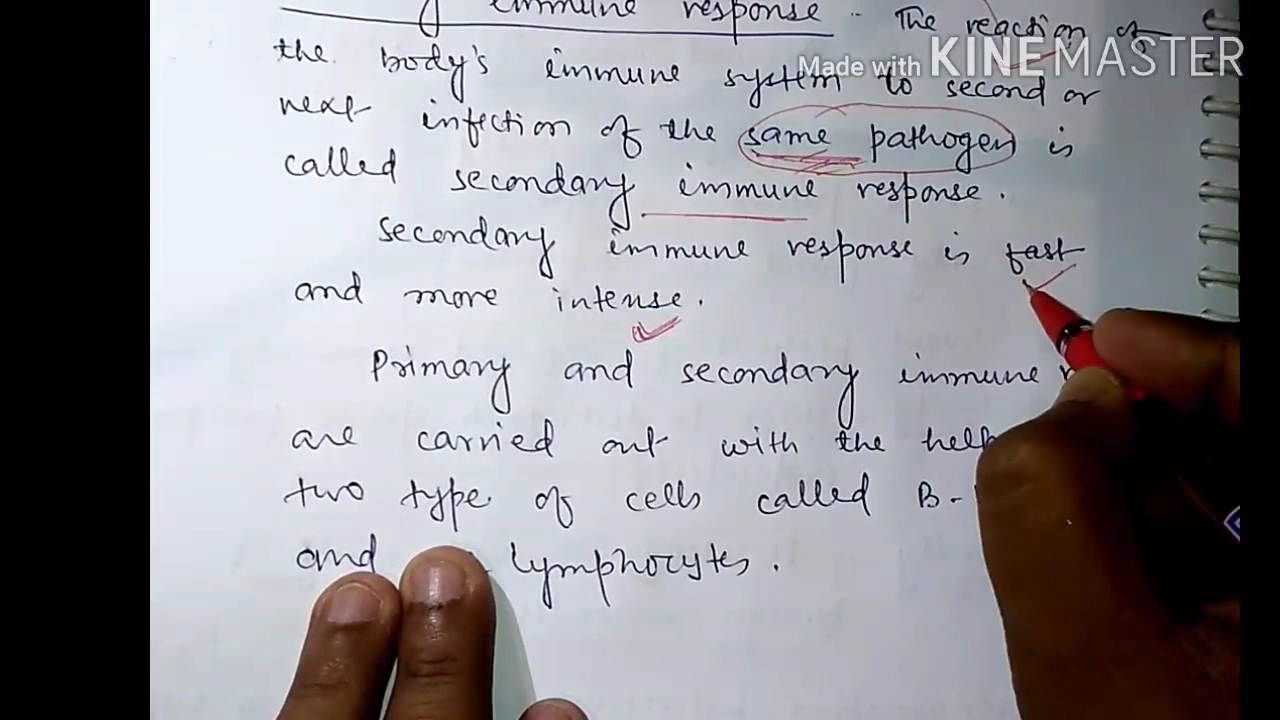 immune response .. The reaction of
Made with KINEMASTER
the body's immune system to second or
next infection of the same pathogen is
called secondary immune response.
secondary immune response is fast
and more intense.
Primary and secondary immune
are carried out with the
two type of cells called B-
and lymphocytes.